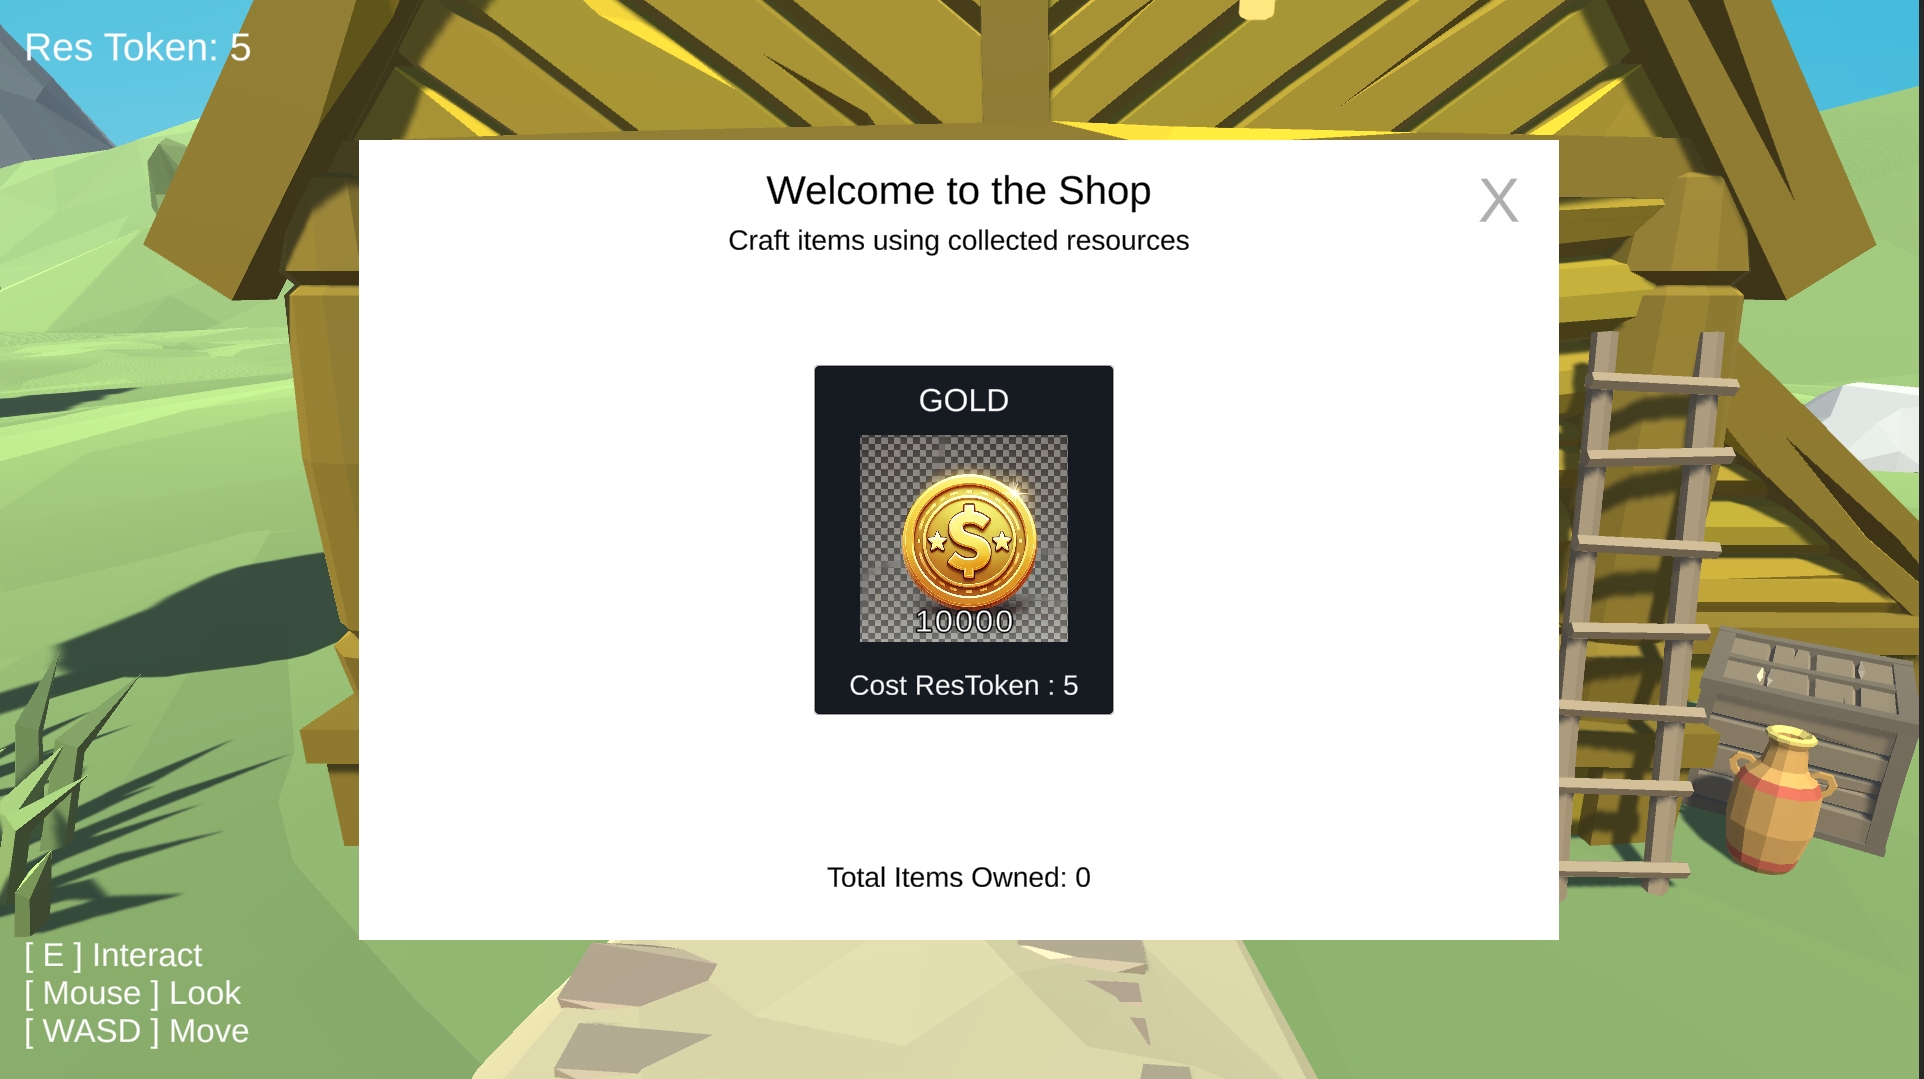 Res Token: 5
Welcome to the Shop
X
Craft items using collected resources
GOLD
$
10000
Cost ResToken : 5
Total Items Owned: 0
[ E ] Interact
[ Mouse ] Look
[ WASD ] Move